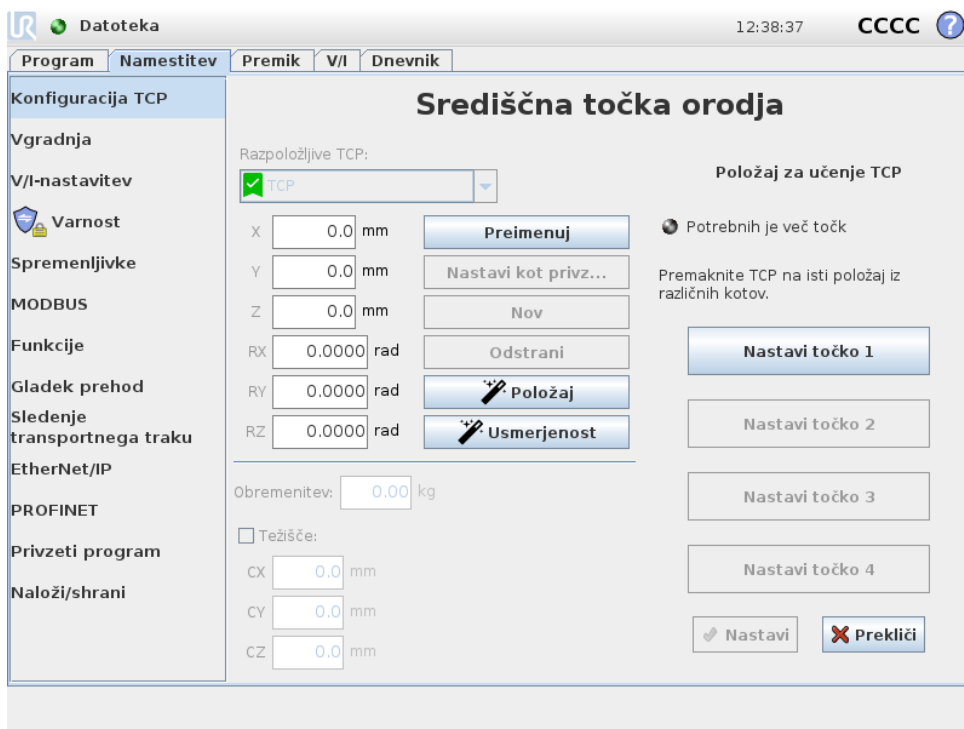 UR Datoteka 12:38:37 CCCC ?
Program Namestitev Premik V/I Dnevnik
Konfiguracija TCP
Vgradnja
V/I-nastavitev
Varnost
Spremenljivke
MODBUS
Funkcije
Gladek prehod
Sledenje
transportnega traku
EtherNet/IP
PROFINET
Privzeti program
Naloži/shrani
Središčna točka orodja
Razpoložljive TCP:
TCP
X 0.0 mm Preimenuj
Y 0.0 mm Nastavi kot privz...
Z 0.0 mm Nov
RX 0.0000 rad Odstrani
RY 0.0000 rad Položaj
RZ 0.0000 rad Usmerjenost
Obremenitev: 0.00 kg
Težišče:
CX 0.0 mm
CY 0.0 mm
CZ 0.0 mm
Položaj za učenje TCP
Potrebnih je več točk
Premaknite TCP na isti položaj iz
različnih kotov.
Nastavi točko 1
Nastavi točko 2
Nastavi točko 3
Nastavi točko 4
Nastavi Prekliči